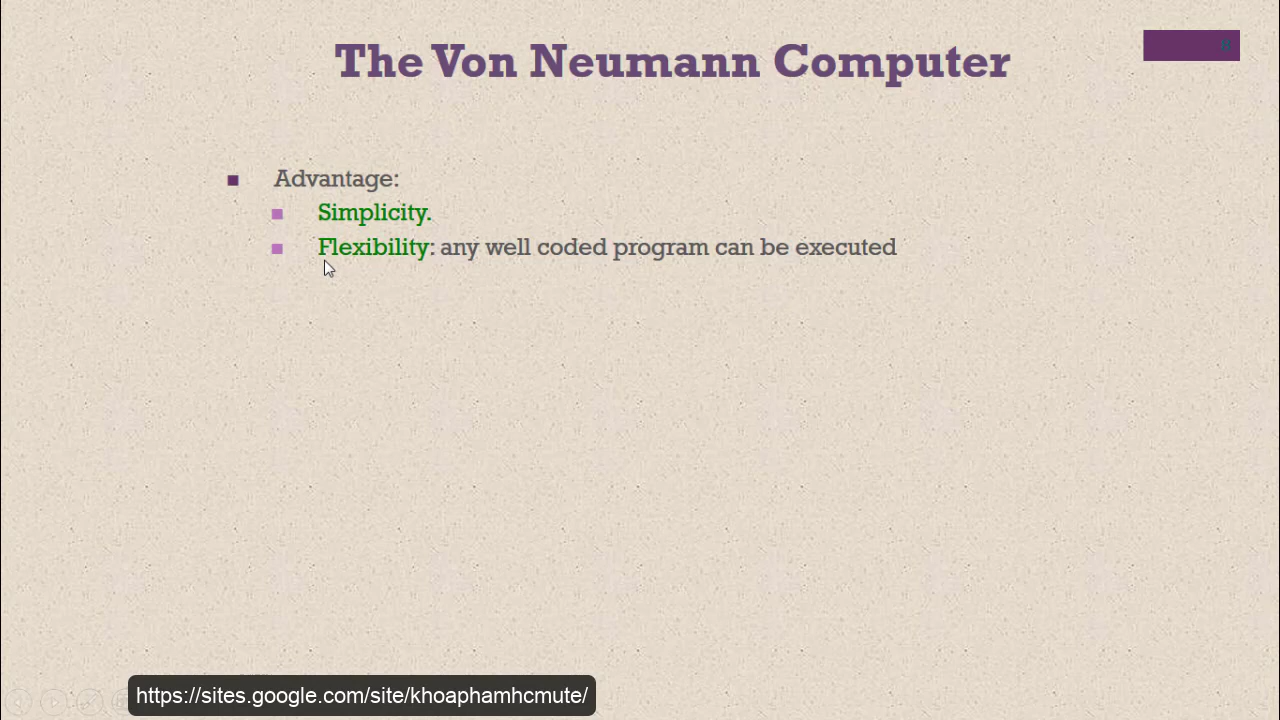 The Von Neumann Computer
Advantage:
Simplicity.
Flexibility: any well coded program can be executed
https://sites.google.com/site/khoaphamhcmute/